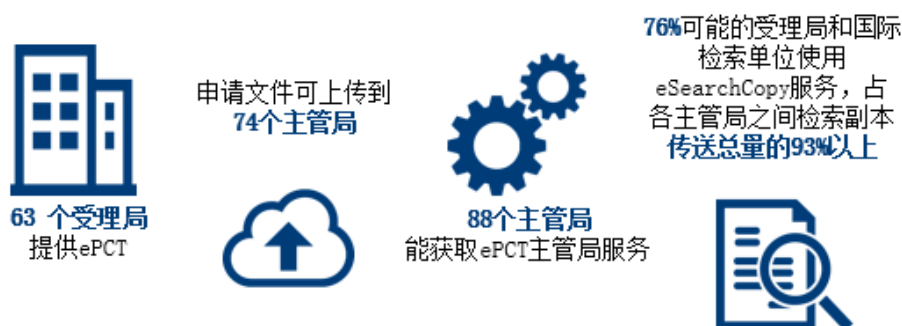 63 个受理局
提供ePCT
申请文件可上传到
74个主管局
88个主管局
能获取ePCT主管局服务
76%可能的受理局和国际
检索单位使用
eSearchCopy服务，占
各主管局之间检索副本
传送总量的93%以上